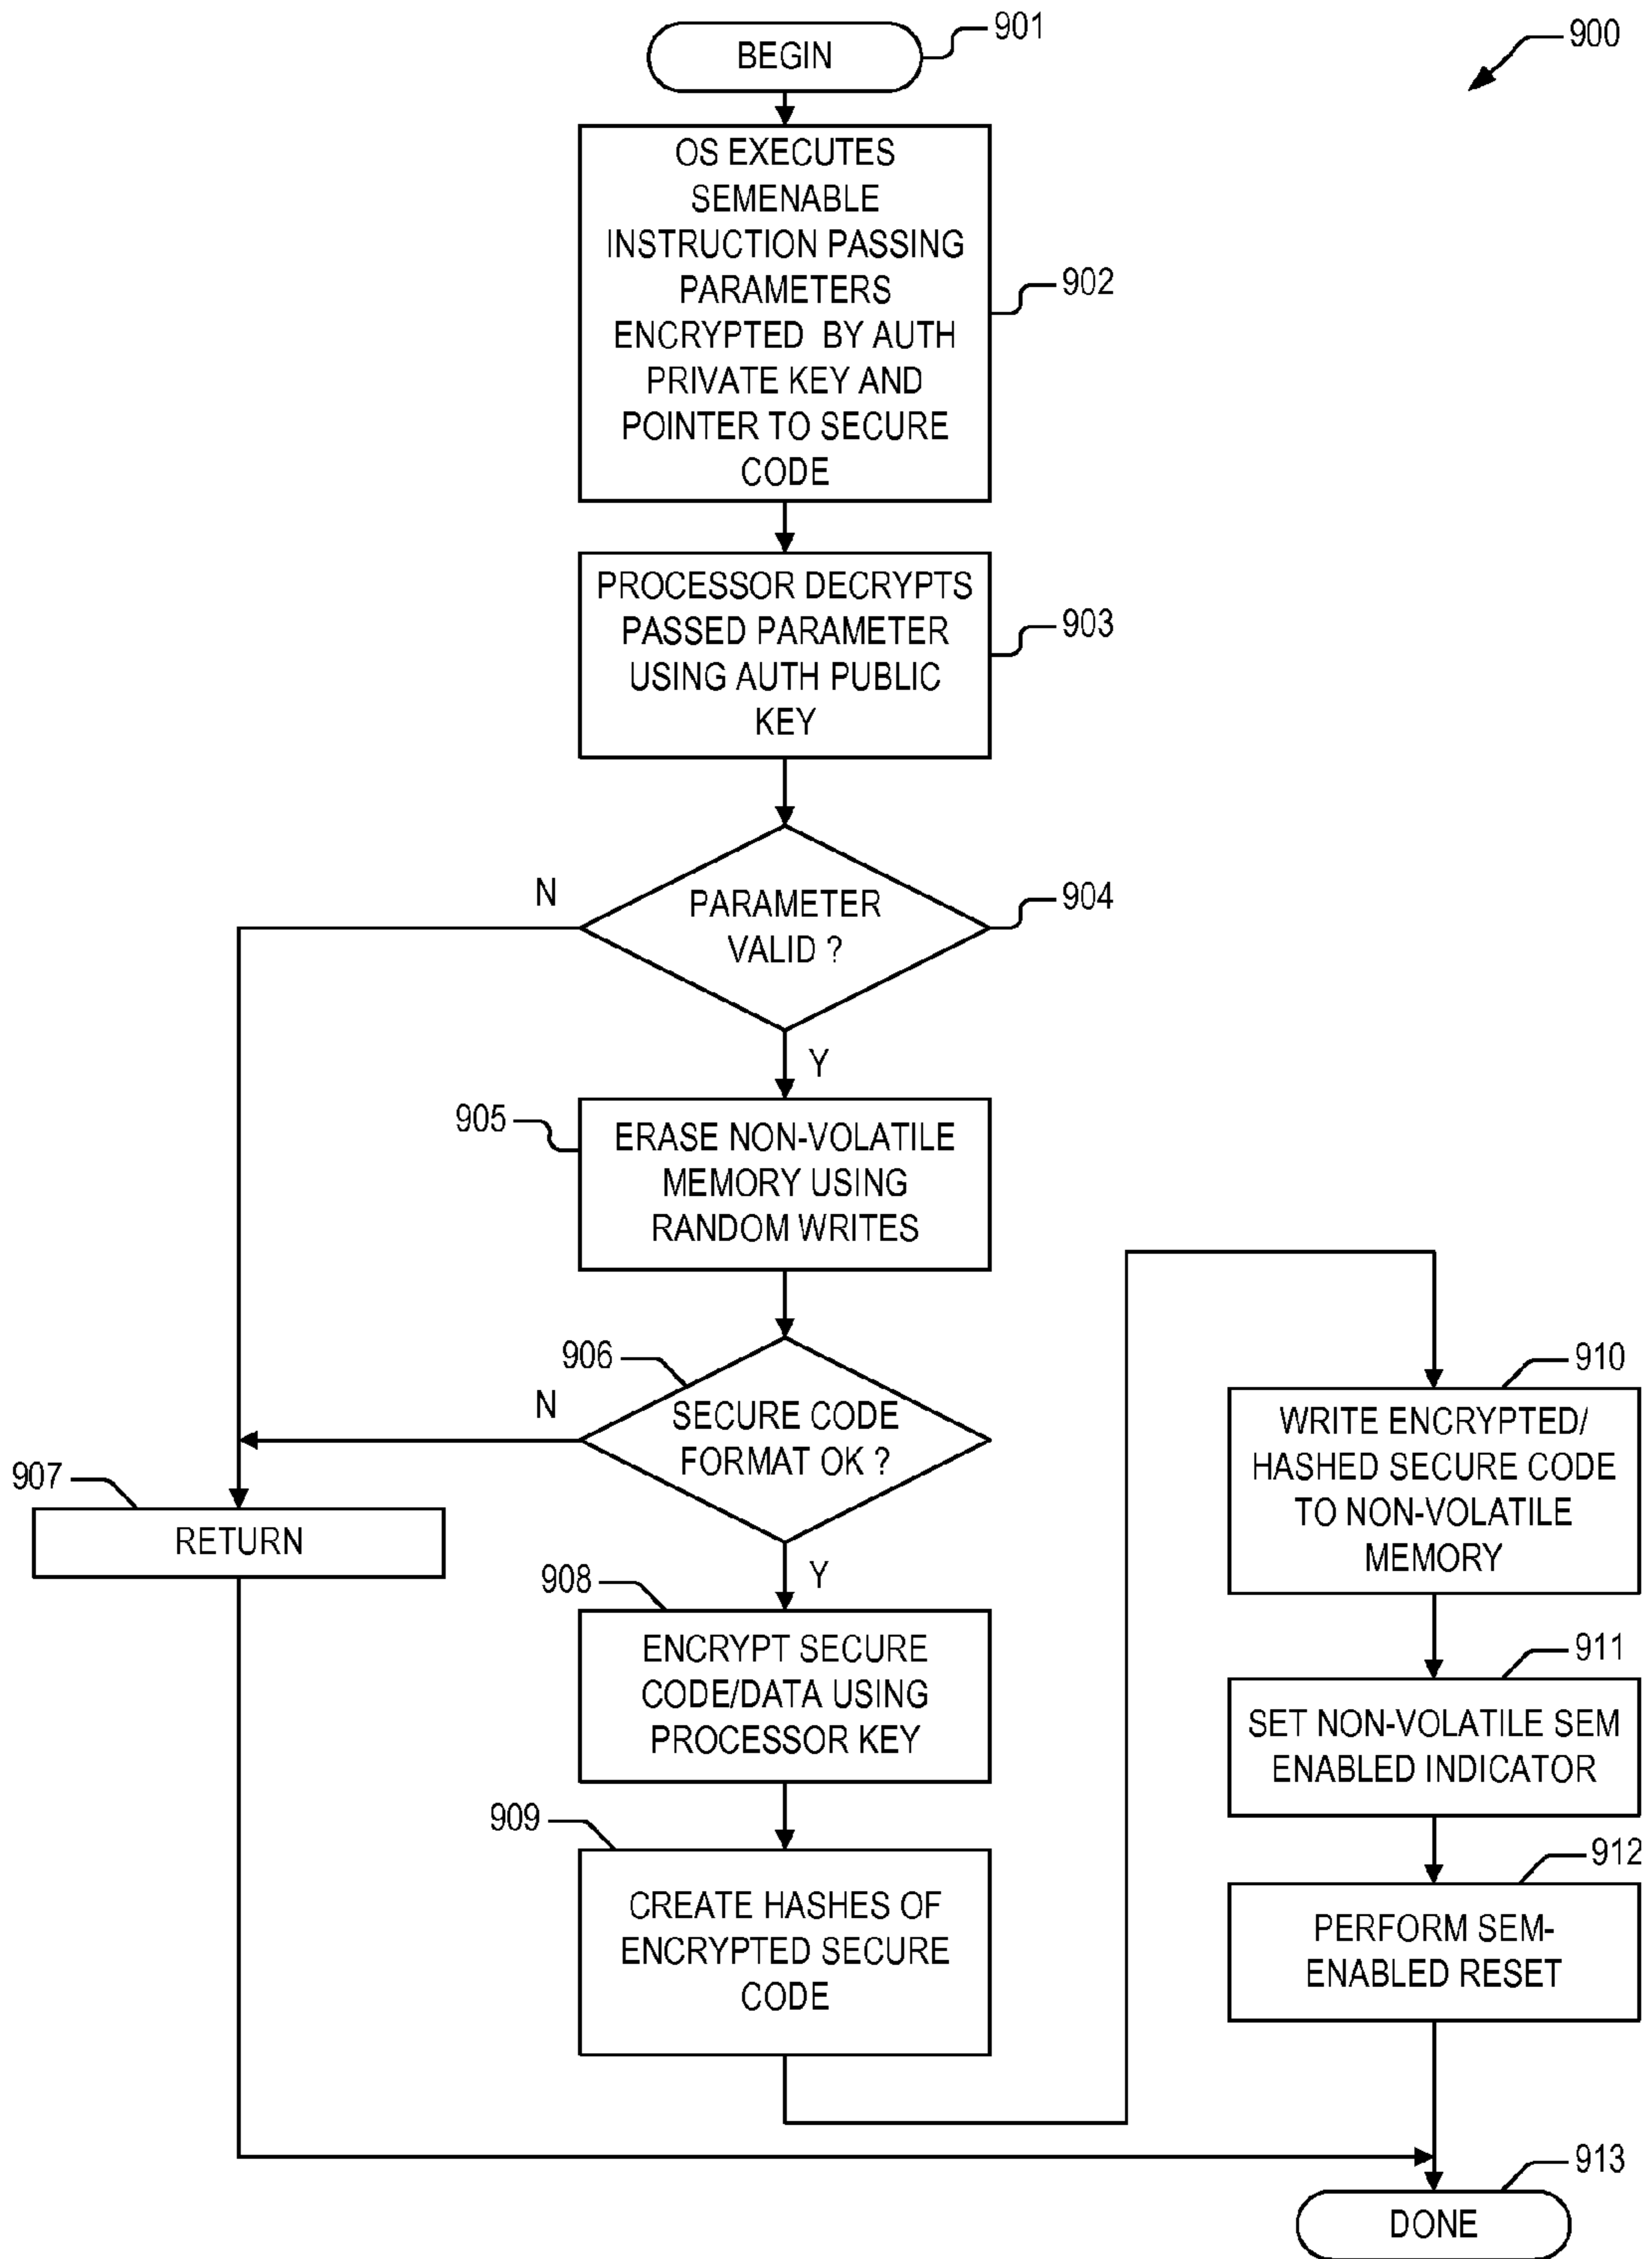 BEGIN
901
900
OS EXECUTES
SEMENABLE
INSTRUCTION PASSING
PARAMETERS
ENCRYPTED BY AUTH
PRIVATE KEY AND
POINTER TO SECURE
CODE
902
PROCESSOR DECRYPTS
PASSED PARAMETER
USING AUTH PUBLIC
KEY
903
N
PARAMETER
VALID ?
904
Y
905
ERASE NON-VOLATILE
MEMORY USING
RANDOM WRITES
906
N
SECURE CODE
FORMAT OK ?
907
RETURN
Y
908
ENCRYPT SECURE
CODE/DATA USING
PROCESSOR KEY
909
CREATE HASHES OF
ENCRYPTED SECURE
CODE
910
WRITE ENCRYPTED/
HASHED SECURE CODE
TO NON-VOLATILE
MEMORY
911
SET NON-VOLATILE SEM
ENABLED INDICATOR
912
PERFORM SEM-
ENABLED RESET
913
DONE